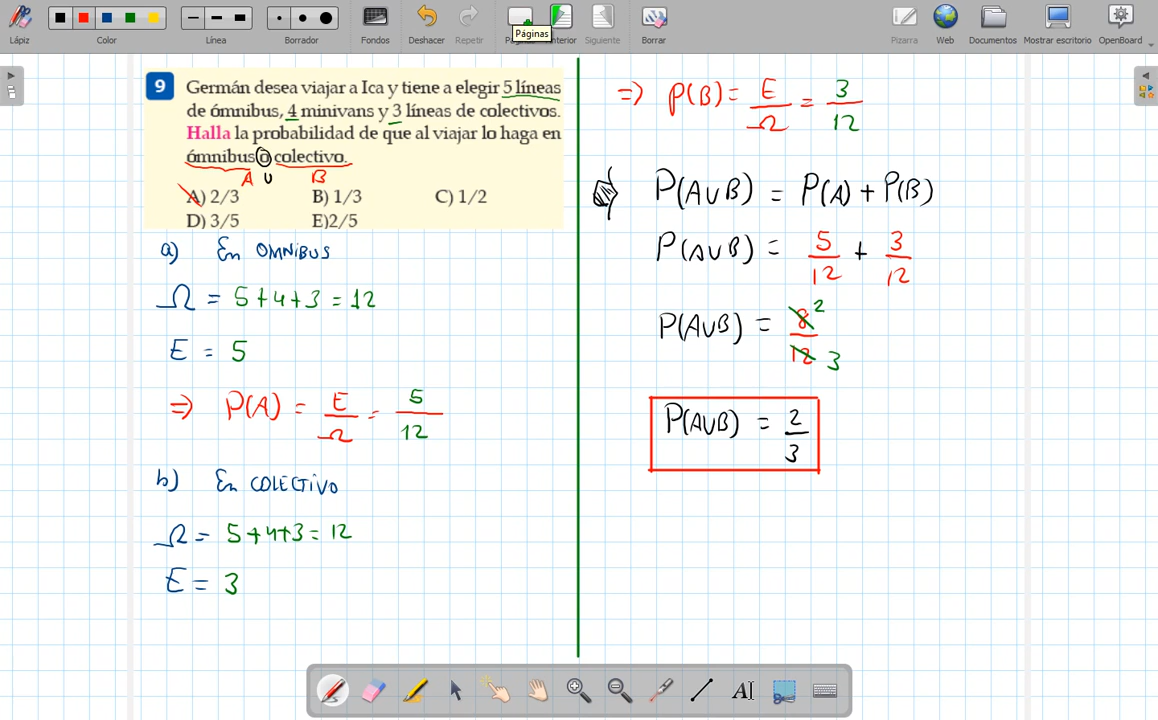 Lápiz Color Línea Borrador Fondos Deshacer Repetir Siguiente Borrar Pizarra Web Documentos Mostrar escritorio OpenBoard
Páginas
9 Germán desea viajar a Ica y tiene a elegir 5 líneas
de ómnibus, 4 minivans y 3 líneas de colectivos.
Halla la probabilidad de que al viajar lo haga en
ómnibus o colectivo.
A U B
A) 2/3 B) 1/3 C) 1/2
D) 3/5 E)2/5
a) En OMNIBUS
Ω = 5+4+3 = 12
E = 5
⇒ P(A) = E/Ω = 5/12
b) En COLECTIVO
Ω = 5+4+3 = 12
E = 3
⇒ P(B) = E/Ω = 3/12
P(AUB) = P(A) + P(B)
P(AUB) = 5/12 + 3/12
P(AUB) = 8/12 2 3
P(AUB) = 2/3